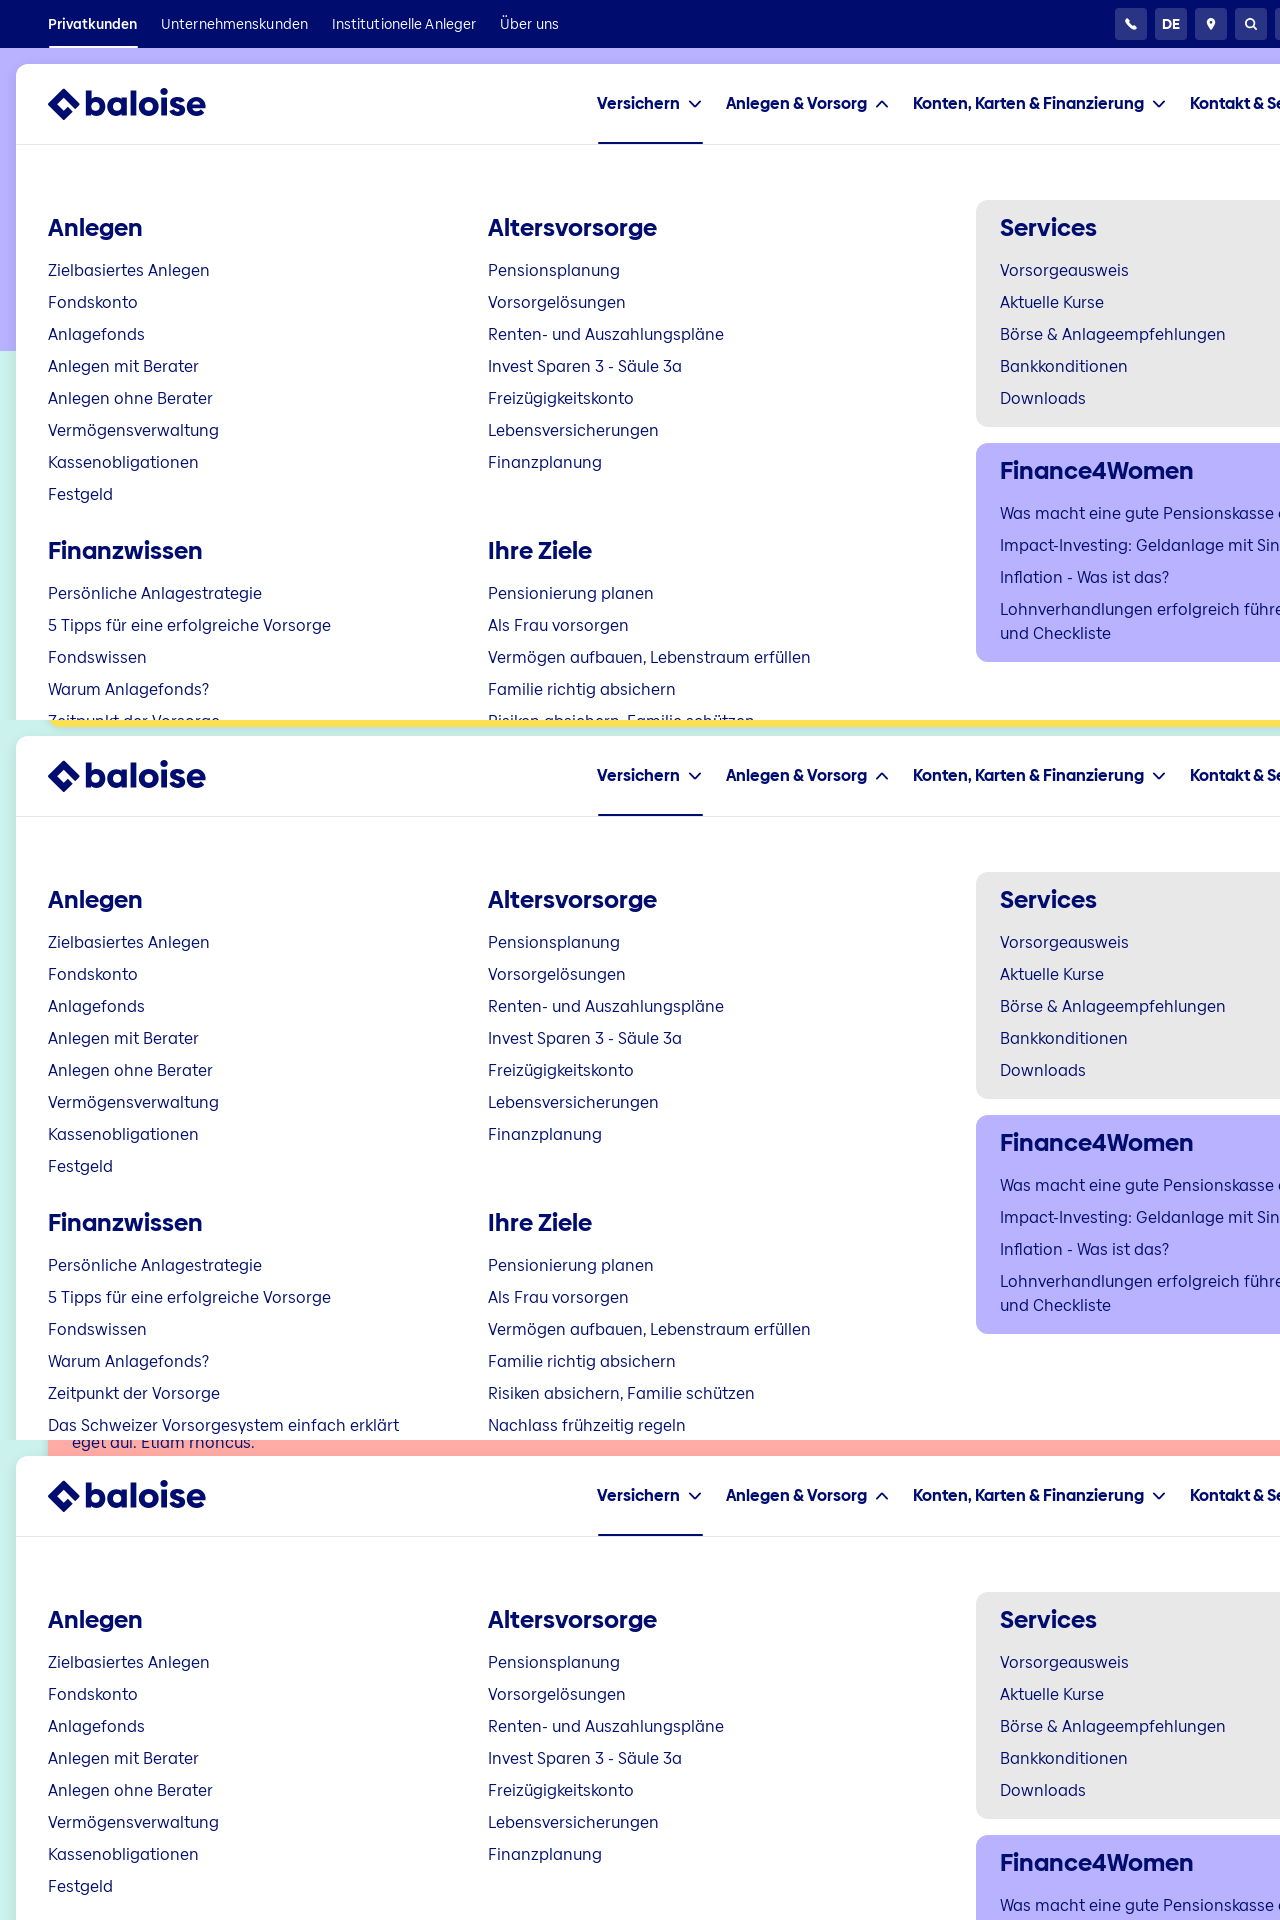 Privatkunden Unternehmenskunden Institutionelle Anleger Über uns DE
baloise Versichern Anlegen & Vorsorg Konten, Karten & Finanzierung Kontakt &
Anlegen
Zielbasiertes Anlegen
Fondskonto
Anlagefonds
Anlegen mit Berater
Anlegen ohne Berater
Vermögensverwaltung
Kassenobligationen
Festgeld
Altersvorsorge
Pensionsplanung
Vorsorgelösungen
Renten- und Auszahlungspläne
Invest Sparen 3 - Säule 3a
Freizügigkeitskonto
Lebensversicherungen
Finanzplanung
Services
Vorsorgeausweis
Aktuelle Kurse
Börse & Anlageempfehlungen
Bankkonditionen
Downloads
Finance4Women
Was macht eine gute Pensionskasse
Impact-Investing: Geldanlage mit
Inflation - Was ist das?
Lohnverhandlungen erfolgreich
und Checkliste
Finanzwissen
Persönliche Anlagestrategie
5 Tipps für eine erfolgreiche Vorsorge
Fondswissen
Warum Anlagefonds?
Zeitpunkt der Vorsorge
Ihre Ziele
Pensionierung planen
Als Frau vorsorgen
Vermögen aufbauen, Lebenstraum erfüllen
Familie richtig absichern
Risiken absichern, Familie schützen
baloise Versichern Anlegen & Vorsorg Konten, Karten & Finanzierung Kontakt &
Anlegen
Zielbasiertes Anlegen
Fondskonto
Anlagefonds
Anlegen mit Berater
Anlegen ohne Berater
Vermögensverwaltung
Kassenobligationen
Festgeld
Altersvorsorge
Pensionsplanung
Vorsorgelösungen
Renten- und Auszahlungspläne
Invest Sparen 3 - Säule 3a
Freizügigkeitskonto
Lebensversicherungen
Finanzplanung
Services
Vorsorgeausweis
Aktuelle Kurse
Börse & Anlageempfehlungen
Bankkonditionen
Downloads
Finance4Women
Was macht eine gute Pensionskasse
Impact-Investing: Geldanlage mit
Inflation - Was ist das?
Lohnverhandlungen erfolgreich
und Checkliste
Finanzwissen
Persönliche Anlagestrategie
5 Tipps für eine erfolgreiche Vorsorge
Fondswissen
Warum Anlagefonds?
Zeitpunkt der Vorsorge
Das Schweizer Vorsorgesystem einfach erklärt
Ihre Ziele
Pensionierung planen
Als Frau vorsorgen
Vermögen aufbauen, Lebenstraum erfüllen
Familie richtig absichern
Risiken absichern, Familie schützen
Nachlass frühzeitig regeln
eget dui. Etiam rhoncus.
baloise Versichern Anlegen & Vorsorg Konten, Karten & Finanzierung Kontakt &
Anlegen
Zielbasiertes Anlegen
Fondskonto
Anlagefonds
Anlegen mit Berater
Anlegen ohne Berater
Vermögensverwaltung
Kassenobligationen
Festgeld
Altersvorsorge
Pensionsplanung
Vorsorgelösungen
Renten- und Auszahlungspläne
Invest Sparen 3 - Säule 3a
Freizügigkeitskonto
Lebensversicherungen
Finanzplanung
Services
Vorsorgeausweis
Aktuelle Kurse
Börse & Anlageempfehlungen
Bankkonditionen
Downloads
Finance4Women
Was macht eine gute Pensionskasse